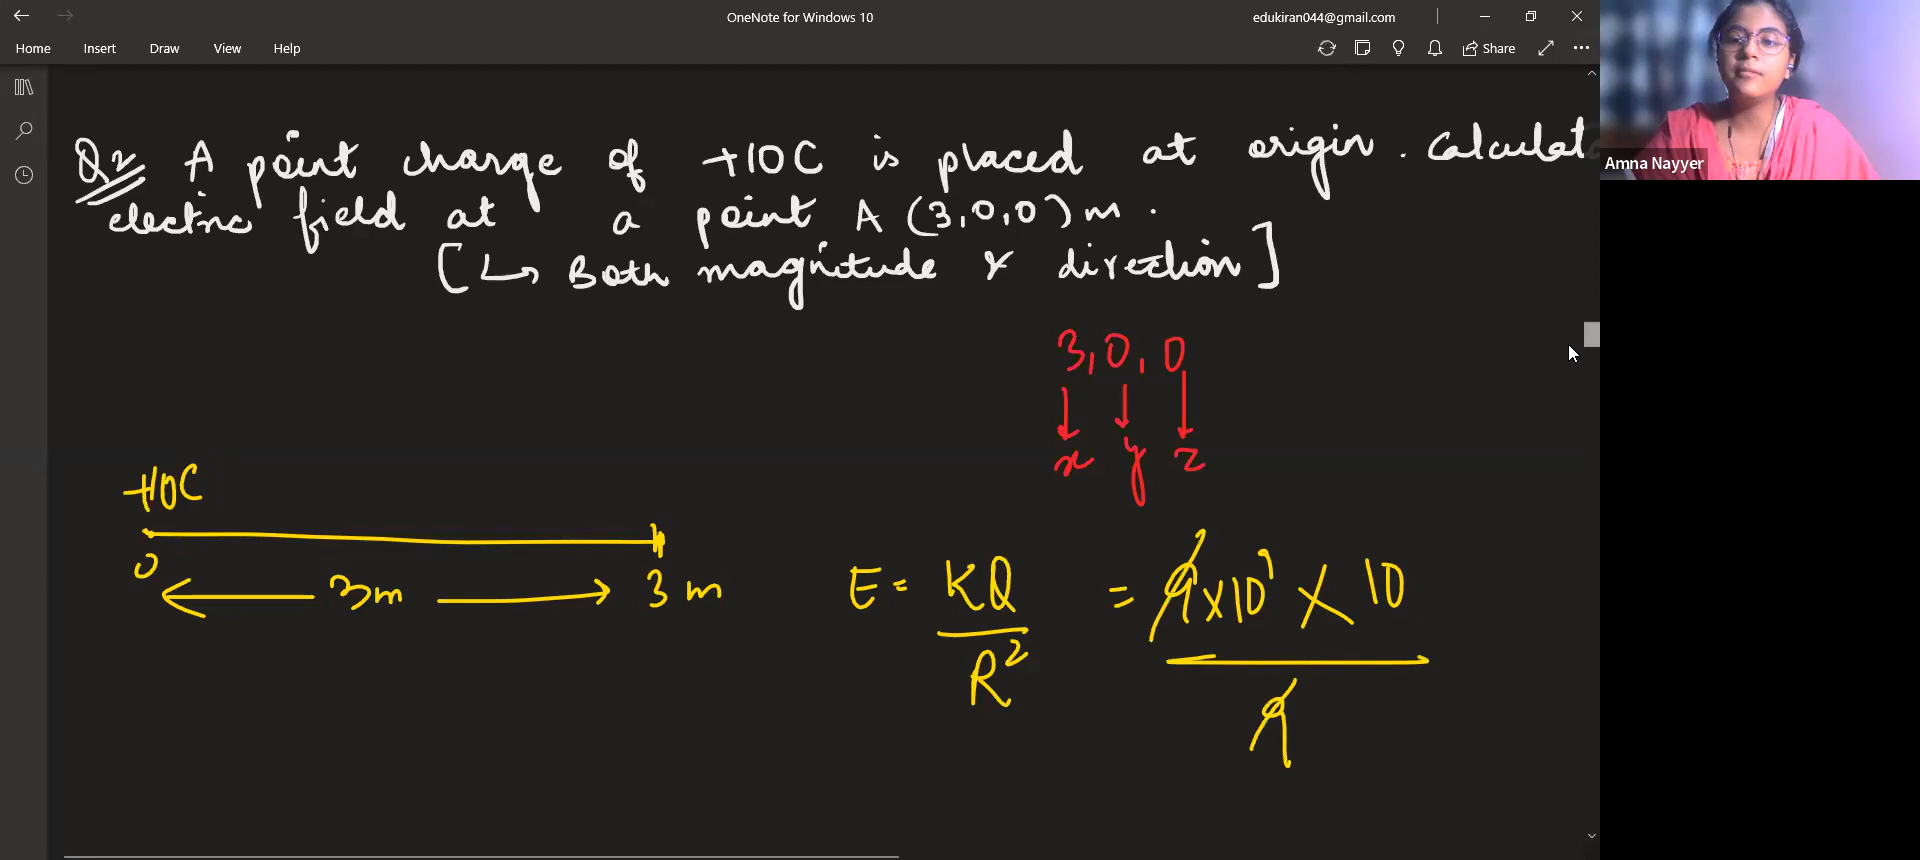 OneNote for Windows 10
edukiran044@gmail.com
Home Insert Draw View Help
Share
Amna Nayyer
Q2 A point charge of +10C is placed at origin. Calculate
electric field at a point A (3,0,0) m.
[↳ Both magnitude & direction]
3, 0, 0
x y z
+10C
0 3m 3 m
E = KQ/R² = 9×10⁹ × 10/9